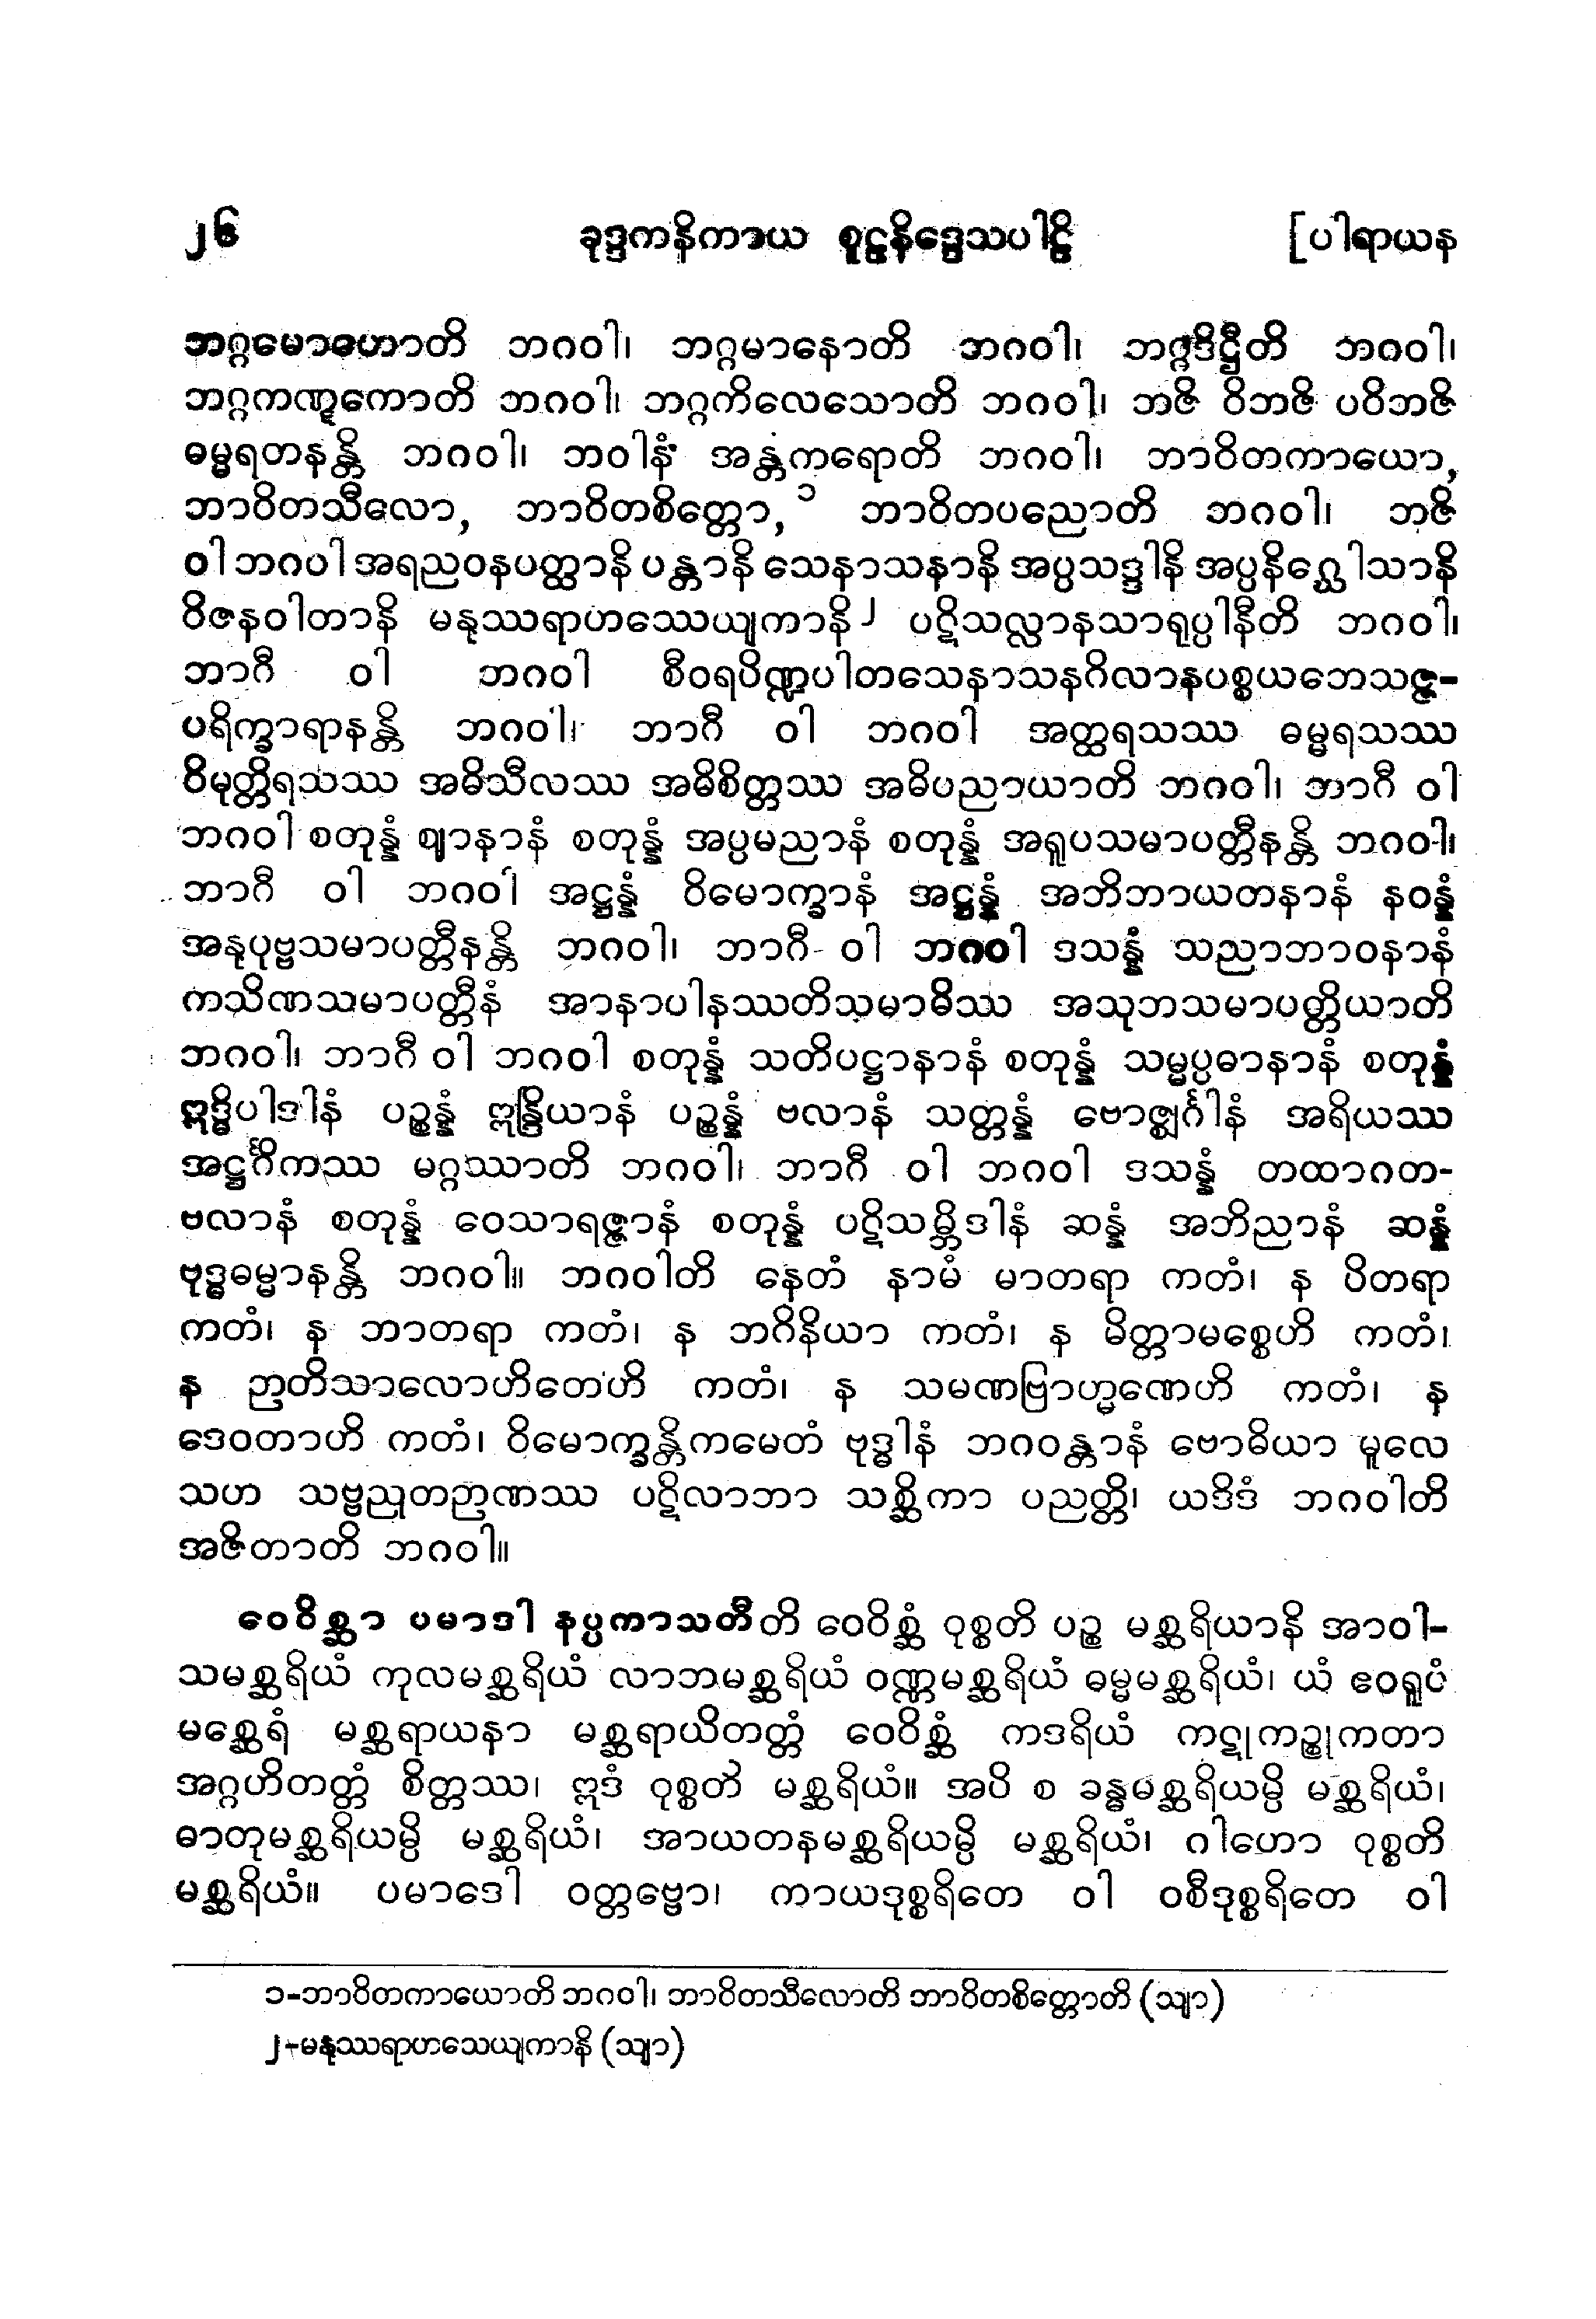 ၂၆ ခုဒ္ဒကနိကာယ စူဠနိဒ္ဒေသပါဠိ [ပါရာယန
ဘဂ္ဂမောဟောတိ ဘဂဝါ၊ ဘဂ္ဂမာနောတိ ဘဂဝါ၊ ဘဂ္ဂဒိဋ္ဌီတိ ဘဂဝါ၊
ဘဂ္ဂကဏ္ဋကောတိ ဘဂဝါ၊ ဘဂ္ဂကိလေသောတိ ဘဂဝါ၊ ဘဇိ ဝိဘဇိ ပဝိဘဇိ
ဓမ္မရတနန္တိ ဘဂဝါ၊ ဘဝါနံ အန္တကရောတိ ဘဂဝါ၊ ဘာဝိတကာယော,
ဘာဝိတသီလော, ဘာဝိတစိတ္တော,၁ ဘာဝိတပညောတိ ဘဂဝါ၊ ဘဇိ
ဝါ ဘဂဝါ အရညဝနပတ္ထာနိ ပန္တာနိ သေနာသနာနိ အပ္ပသဒ္ဒါနိ အပ္ပနိဂ္ဃေါသာနိ
ဝိဇနဝါတာနိ မနုဿရာဟဿေယျကာနိ၂ ပဋိသလ္လာနသာရုပ္ပါနီတိ ဘဂဝါ၊
ဘာဂီ ဝါ ဘဂဝါ စီဝရပိဏ္ဍပါတသေနာသနဂိလာနပစ္စယဘေသဇ္ဇ-
ပရိက္ခာရာနန္တိ ဘဂဝါ၊ ဘာဂီ ဝါ ဘဂဝါ အတ္ထရသဿ ဓမ္မရသဿ
ဝိမုတ္တိရသဿ အဓိသီလဿ အဓိစိတ္တဿ အဓိပညာယာတိ ဘဂဝါ၊ ဘာဂီ ဝါ
ဘဂဝါ စတုန္နံ ဈာနာနံ စတုန္နံ အပ္ပမညာနံ စတုန္နံ အရူပသမာပတ္တီနန္တိ ဘဂဝါ၊
ဘာဂီ ဝါ ဘဂဝါ အဋ္ဌန္နံ ဝိမောက္ခာနံ အဋ္ဌန္နံ အဘိဘာယတနာနံ နဝန္နံ
အနုပုဗ္ဗသမာပတ္တီနန္တိ ဘဂဝါ၊ ဘာဂီ ဝါ ဘဂဝါ ဒသန္နံ သညာဘာဝနာနံ
ကသိဏသမာပတ္တီနံ အာနာပါနဿတိသမာဓိဿ အသုဘသမာပတ္တိယာတိ
ဘဂဝါ၊ ဘာဂီ ဝါ ဘဂဝါ စတုန္နံ သတိပဋ္ဌာနာနံ စတုန္နံ သမ္မပ္ပဓာနာနံ စတုန္နံ
ဣဒ္ဓိပါဒါနံ ပဉ္စန္နံ ဣန္ဒြိယာနံ ပဉ္စန္နံ ဗလာနံ သတ္တန္နံ ဗောဇ္ဈင်္ဂါနံ အရိယဿ
အဋ္ဌင်္ဂိကဿ မဂ္ဂဿာတိ ဘဂဝါ၊ ဘာဂီ ဝါ ဘဂဝါ ဒသန္နံ တထာဂတ-
ဗလာနံ စတုန္နံ ဝေသာရဇ္ဇာနံ စတုန္နံ ပဋိသမ္ဘိဒါနံ ဆန္နံ အဘိညာနံ ဆန္နံ
ဗုဒ္ဓဓမ္မာနန္တိ ဘဂဝါ။ ဘဂဝါတိ နေတံ နာမံ မာတရာ ကတံ၊ န ပိတရာ
ကတံ၊ န ဘာတရာ ကတံ၊ န ဘဂိနိယာ ကတံ၊ န မိတ္တာမစ္စေဟိ ကတံ၊
န ဉာတိသာလောဟိတေဟိ ကတံ၊ န သမဏဗြာဟ္မဏေဟိ ကတံ၊ န
ဒေဝတာဟိ ကတံ၊ ဝိမောက္ခန္တိကမေတံ ဗုဒ္ဓါနံ ဘဂဝန္တာနံ ဗောဓိယာ မူလေ
သဟ သဗ္ဗညုတဉာဏဿ ပဋိလာဘာ သစ္ဆိကာ ပညတ္တိ၊ ယဒိဒံ ဘဂဝါတိ
အဇိတာတိ ဘဂဝါ။
ဝေဝိစ္ဆာ ပမာဒါ နပ္ပကာသတီတိ ဝေဝိစ္ဆံ ဝုစ္စတိ ပဉ္စ မစ္ဆရိယာနိ အာဝါ-
သမစ္ဆရိယံ ကုလမစ္ဆရိယံ လာဘမစ္ဆရိယံ ဝဏ္ဏမစ္ဆရိယံ ဓမ္မမစ္ဆရိယံ၊ ယံ ဧဝရူပံ
မစ္ဆေရံ မစ္ဆရာယနာ မစ္ဆရာယိတတ္တံ ဝေဝိစ္ဆံ ကဒရိယံ ကဋုကဉ္စုကတာ
အဂ္ဂဟိတတ္တံ စိတ္တဿ၊ ဣဒံ ဝုစ္စတိ မစ္ဆရိယံ။ အပိ စ ခန္ဓမစ္ဆရိယမ္ပိ မစ္ဆရိယံ၊
ဓာတုမစ္ဆရိယမ္ပိ မစ္ဆရိယံ၊ အာယတနမစ္ဆရိယမ္ပိ မစ္ဆရိယံ၊ ဂါဟော ဝုစ္စတိ
မစ္ဆရိယံ။ ပမာဒေါ ဝတ္တဗ္ဗော၊ ကာယဒုစ္စရိတေ ဝါ ဝစီဒုစ္စရိတေ ဝါ
၁-ဘာဝိတကာယောတိ ဘဂဝါ၊ ဘာဝိတသီလောတိ ဘာဝိတစိတ္တောတိ (သျာ)
၂-မနုဿရာဟသေယျကာနိ (သျာ)